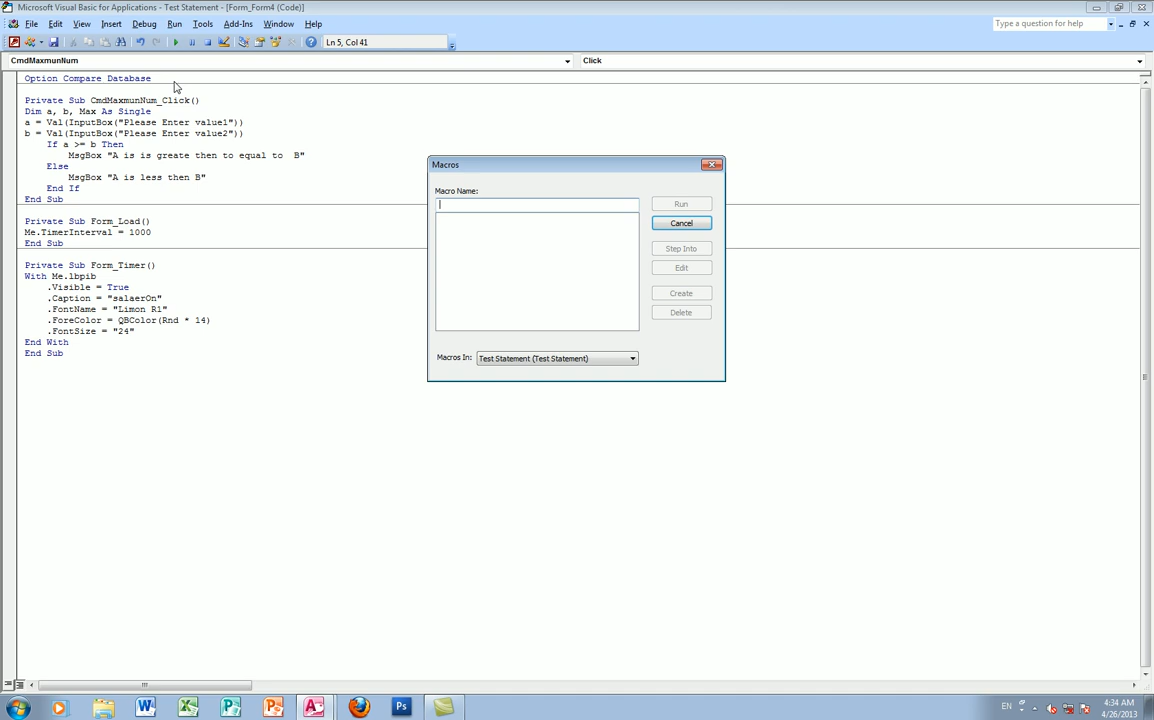 Microsoft Visual Basic for Applications - Test Statement - [Form_Form4 (Code)]
File Edit View Insert Debug Run Tools Add-Ins Window Help
Type a question for help
Ln 5, Col 41
CmdMaxmunNum
Click
Option Compare Database
Private Sub CmdMaxmunNum_Click()
Dim a, b, Max As Single
a = Val(InputBox("Please Enter value1"))
b = Val(InputBox("Please Enter value2"))
If a >= b Then
MsgBox "A is is greate then to equal to  B"
Else
MsgBox "A is less then B"
End If
End Sub
Private Sub Form_Load()
Me.TimerInterval = 1000
End Sub
Private Sub Form_Timer()
With Me.lbpib
.Visible = True
.Caption = "salaerOn"
.FontName = "Limon R1"
.ForeColor = QBColor(Rnd * 14)
.FontSize = "24"
End With
End Sub
Macros
Macro Name:
Run
Cancel
Step Into
Edit
Create
Delete
Macros In:
Test Statement (Test Statement)
EN
4:34 AM
4/26/2013